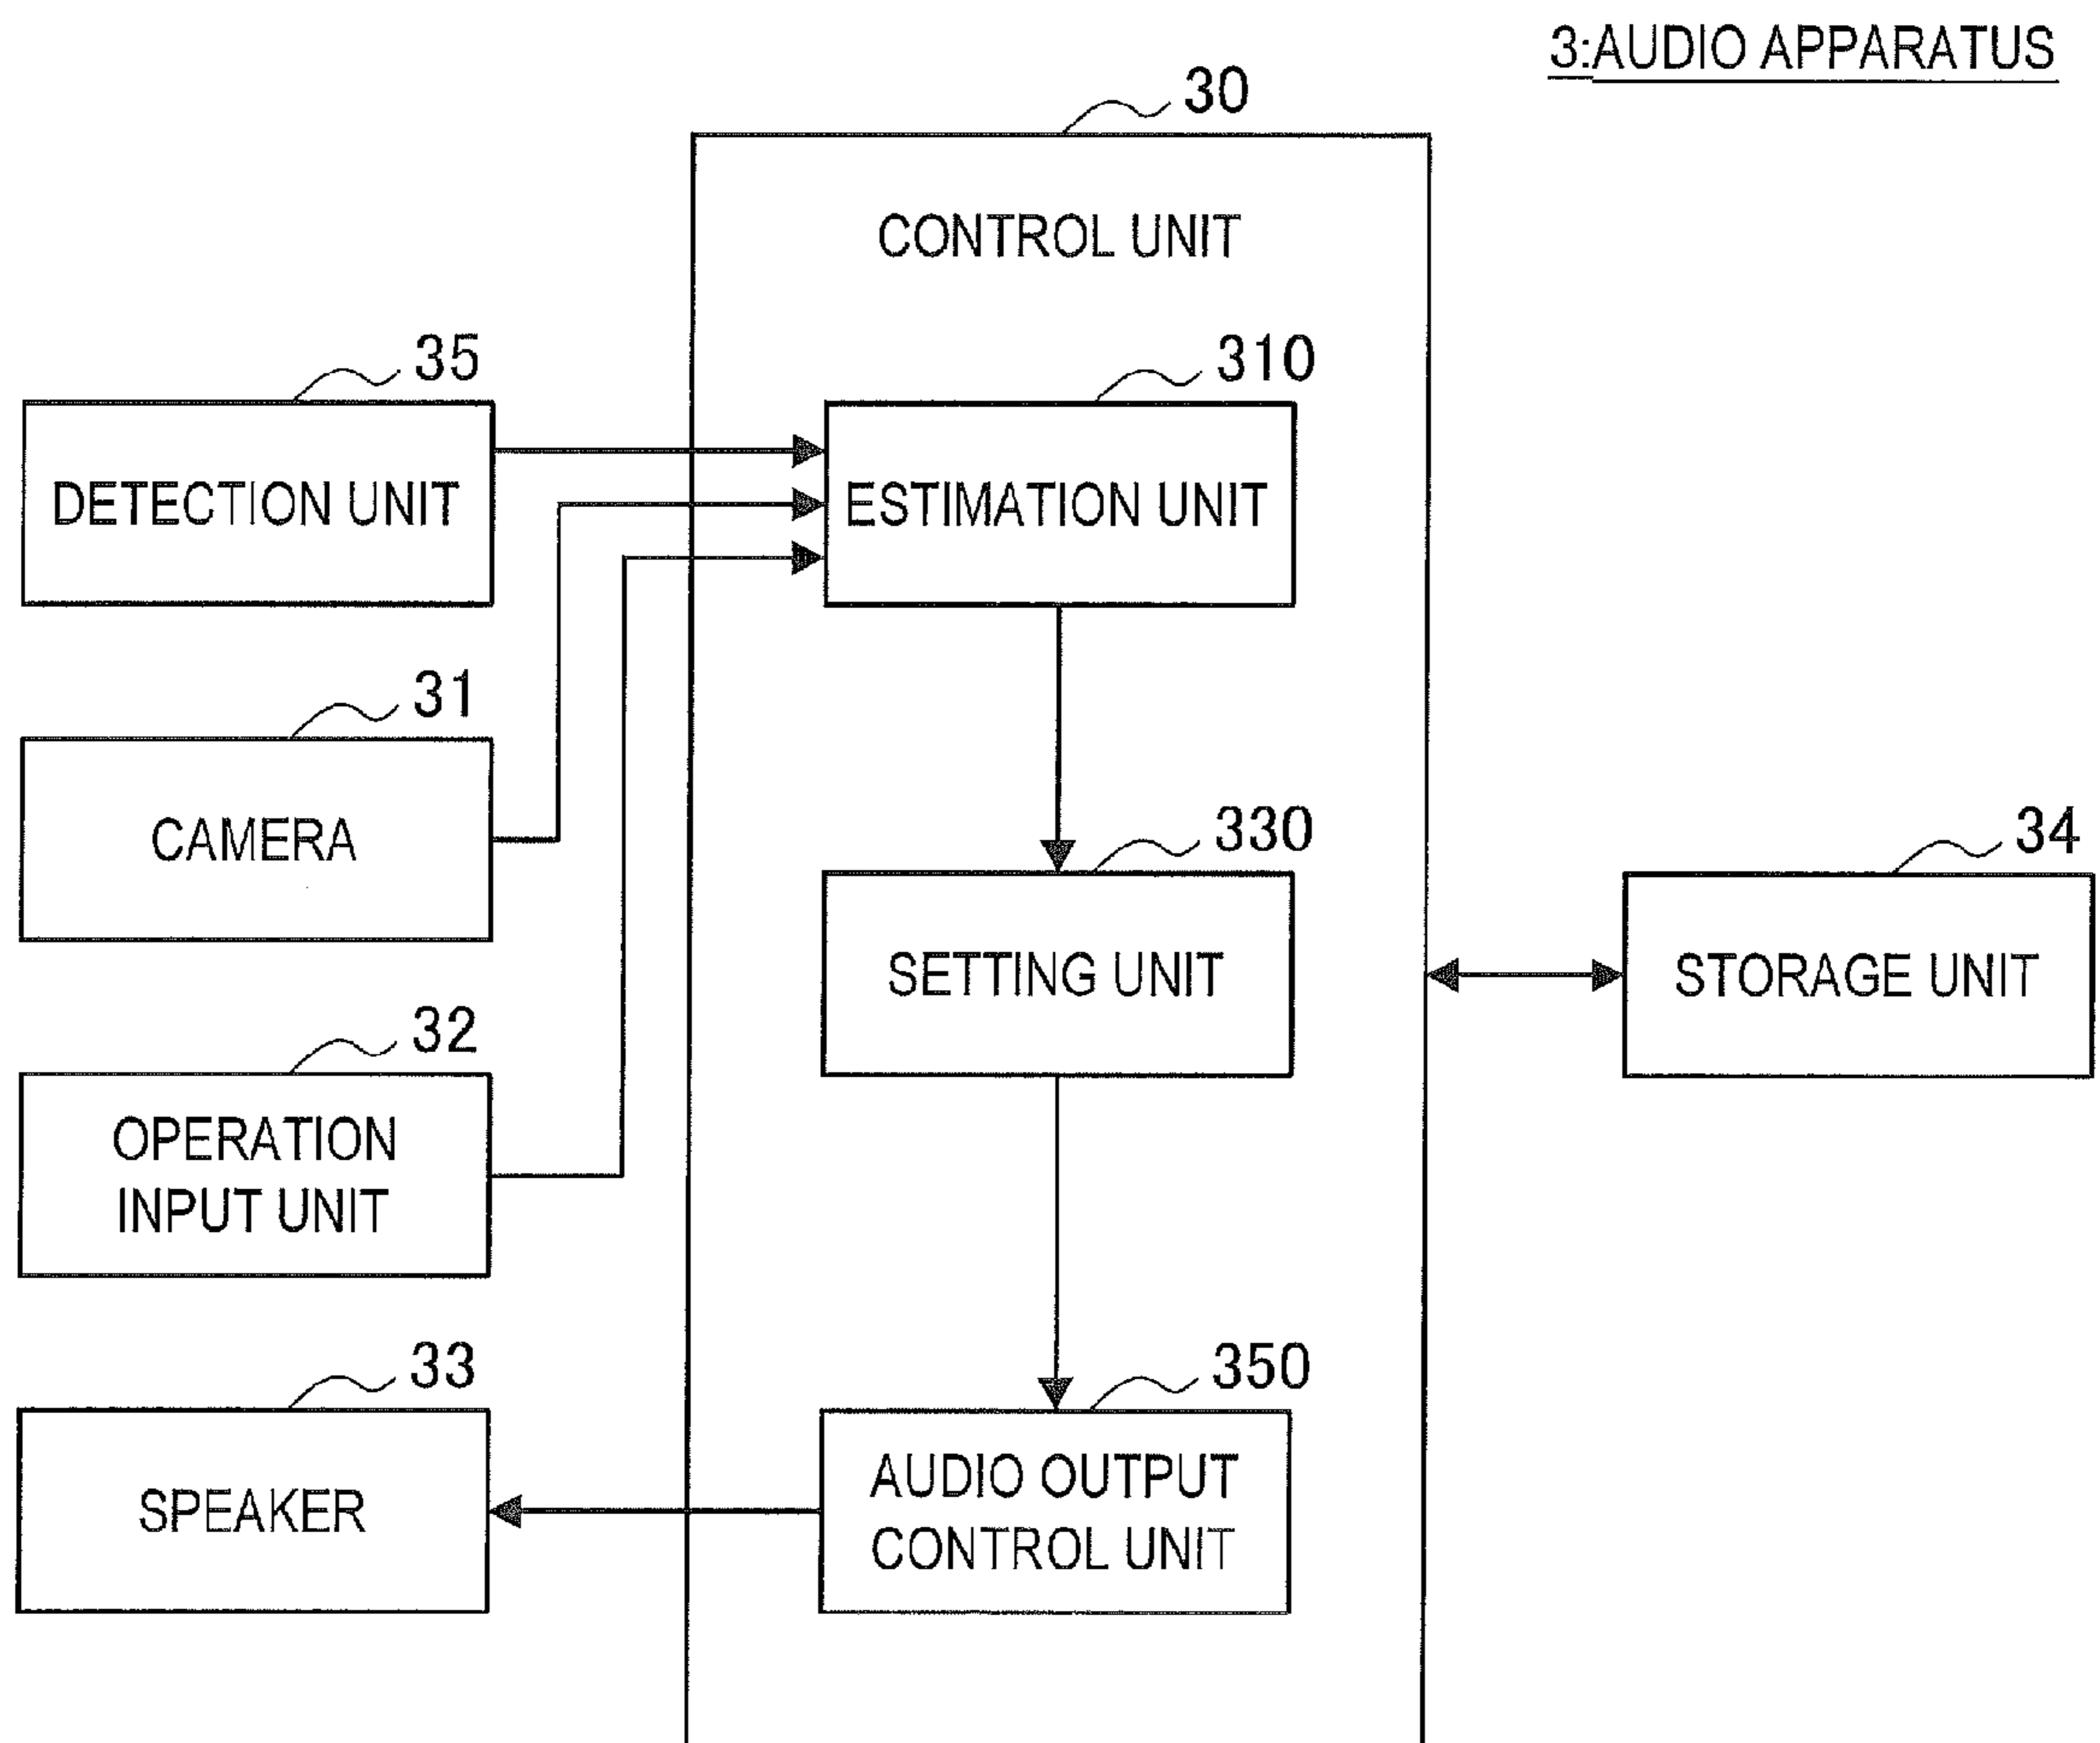 3:AUDIO APPARATUS
30
CONTROL UNIT
35
310
DETECTION UNIT
ESTIMATION UNIT
31
CAMERA
330
34
SETTING UNIT
STORAGE UNIT
32
OPERATION
INPUT UNIT
33
350
SPEAKER
AUDIO OUTPUT
CONTROL UNIT